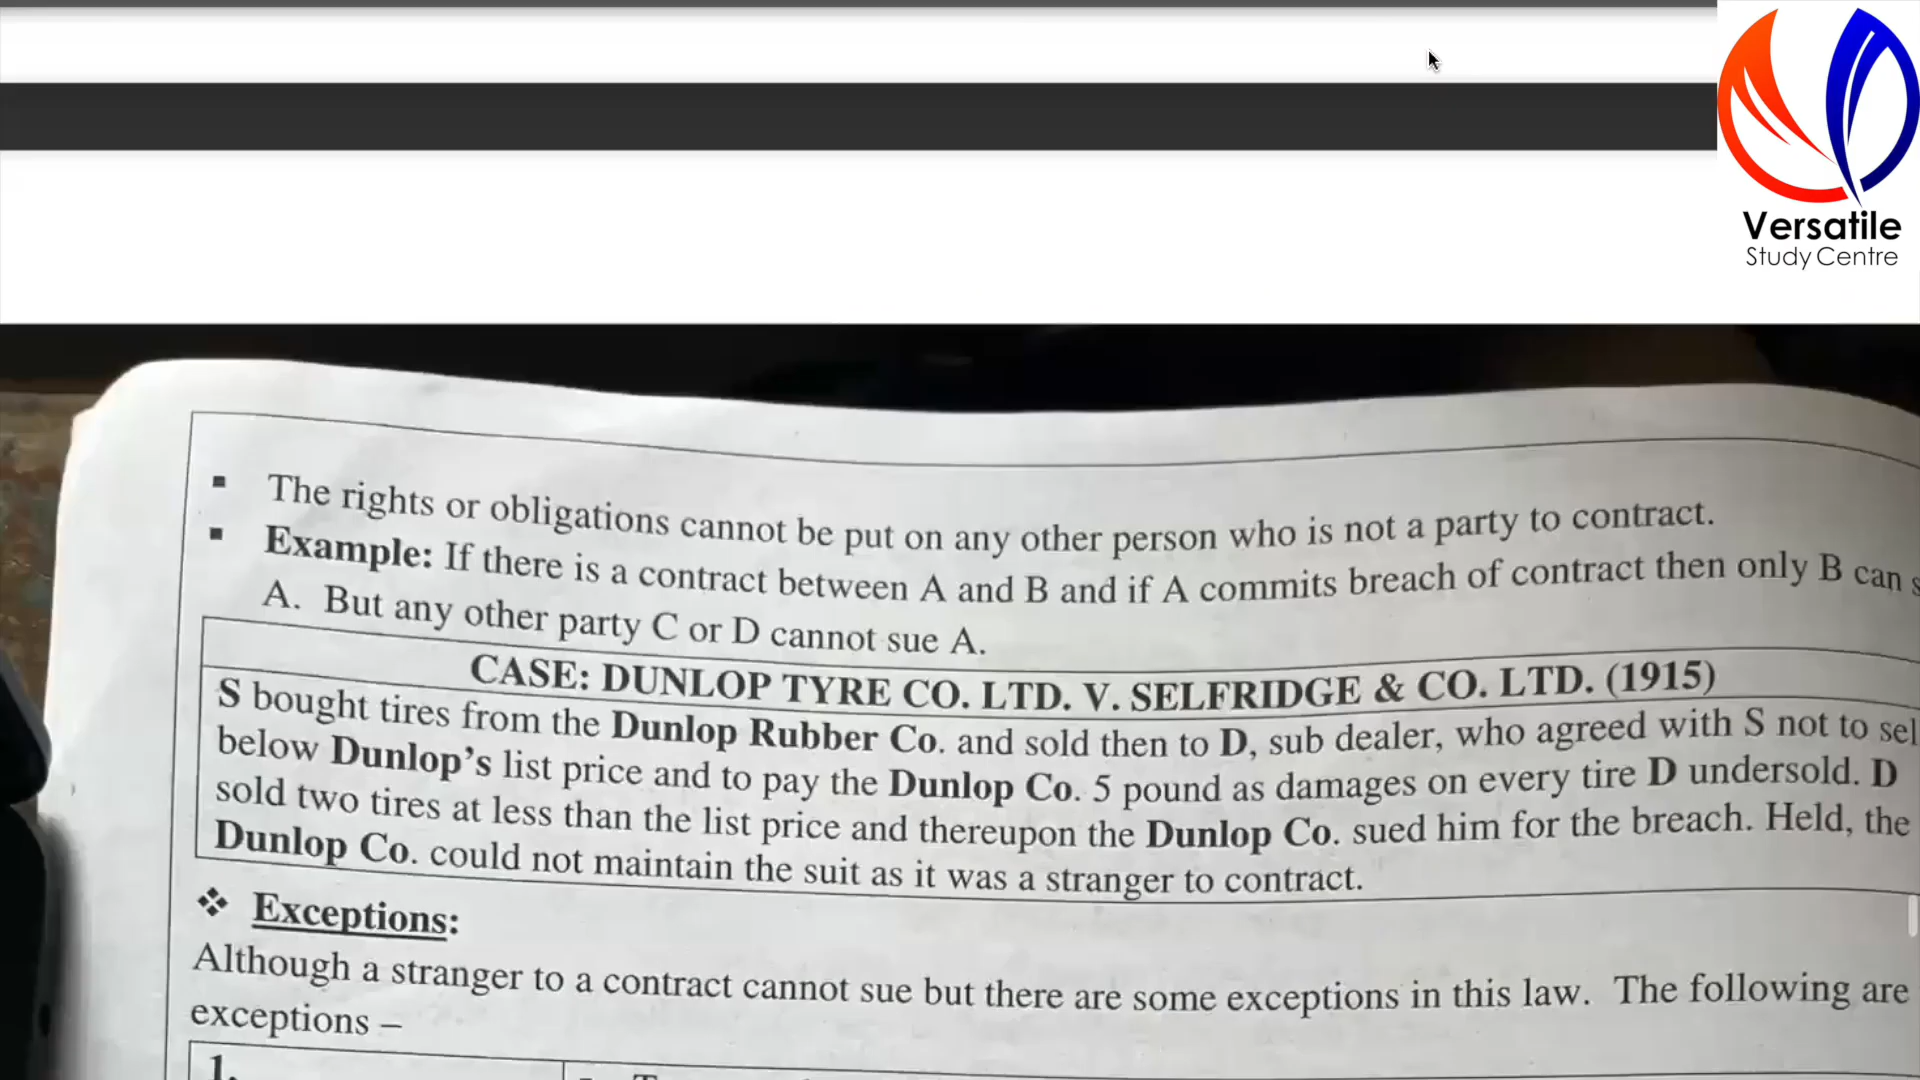 Versatile
Study Centre
▪ The rights or obligations cannot be put on any other person who is not a party to contract.
▪ Example: If there is a contract between A and B and if A commits breach of contract then only B can
A. But any other party C or D cannot sue A.
CASE: DUNLOP TYRE CO. LTD. V. SELFRIDGE & CO. LTD. (1915)
S bought tires from the Dunlop Rubber Co. and sold then to D, sub dealer, who agreed with S not to sel
below Dunlop's list price and to pay the Dunlop Co. 5 pound as damages on every tire D undersold. D
sold two tires at less than the list price and thereupon the Dunlop Co. sued him for the breach. Held, the
Dunlop Co. could not maintain the suit as it was a stranger to contract.
❖ Exceptions:
Although a stranger to a contract cannot sue but there are some exceptions in this law. The following are
exceptions –
1.